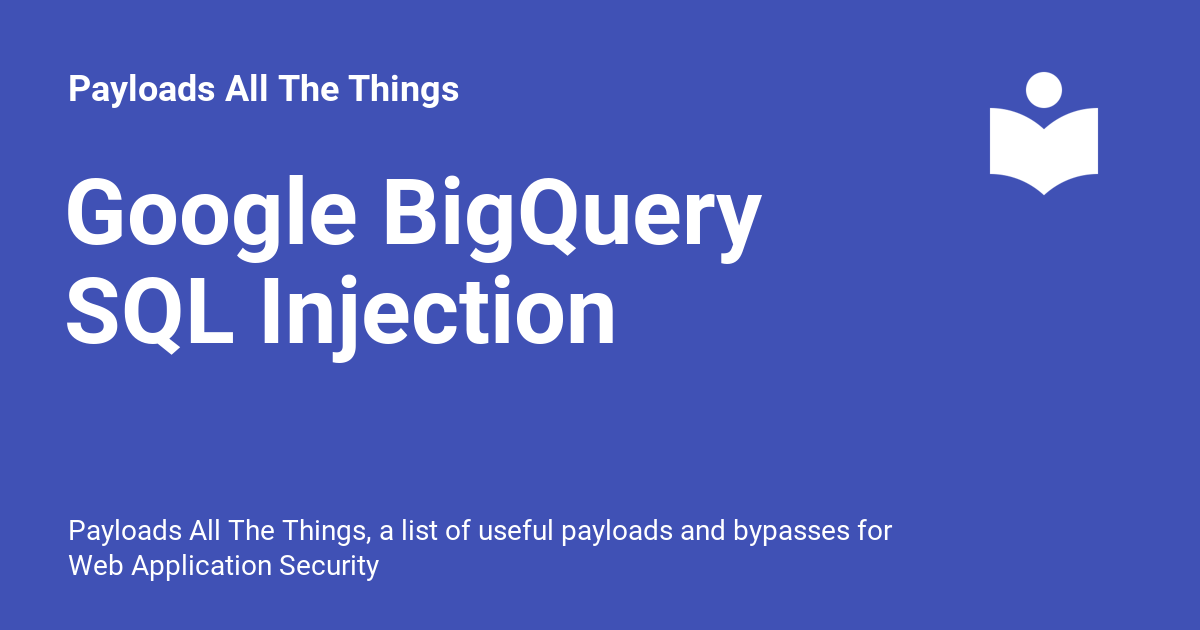 Payloads All The Things
Google BigQuery
SQL Injection
Payloads All The Things, a list of useful payloads and bypasses for
Web Application Security